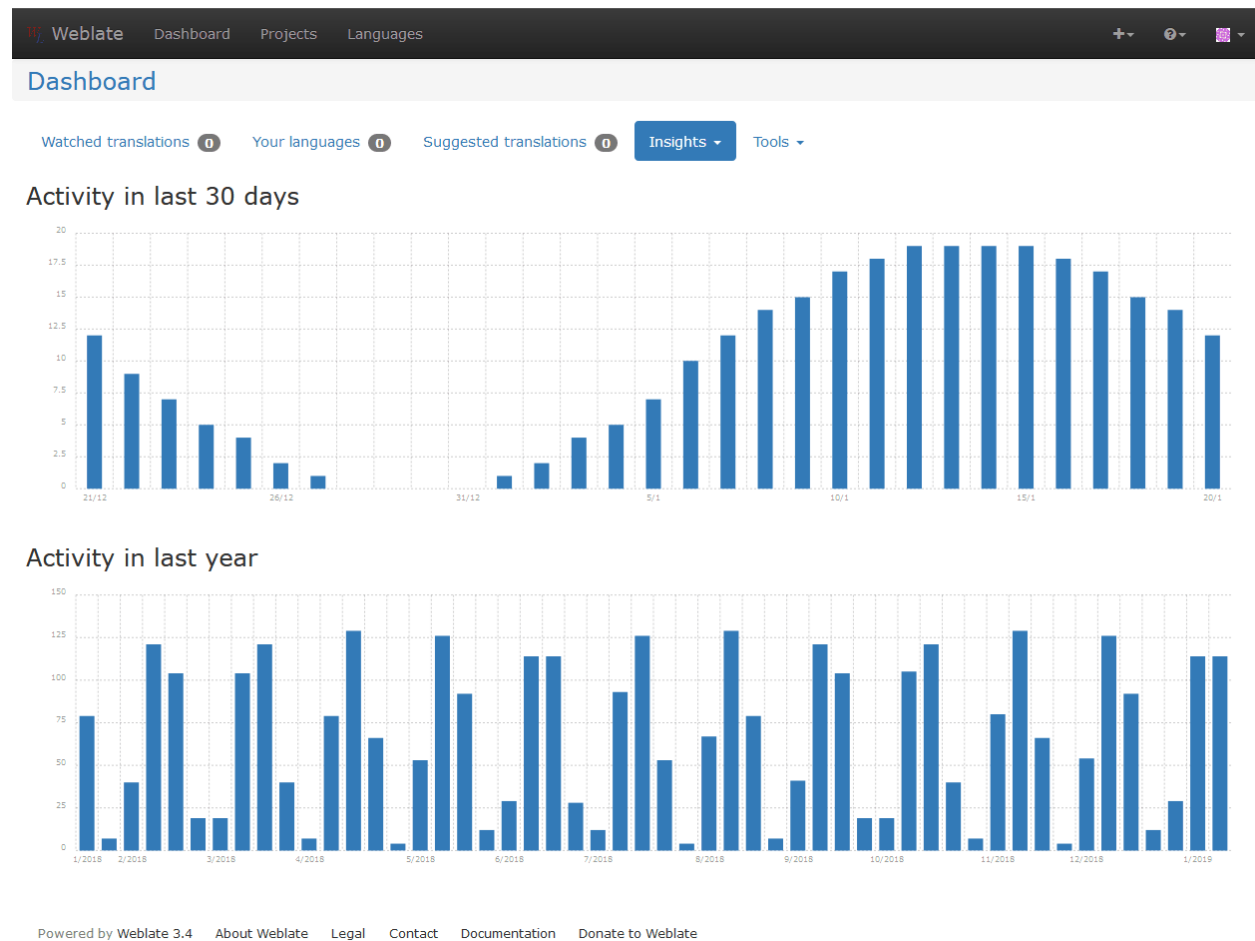 Weblate Dashboard Projects Languages
Dashboard
Watched translations 0 Your languages 0 Suggested translations 0 Insights Tools
Activity in last 30 days
20
17.5
15
12.5
10
7.5
5
2.5
0
21/12 26/12 31/12 5/1 10/1 15/1 20/1
Activity in last year
150
125
100
75
50
25
0
1/2018 2/2018 3/2018 4/2018 5/2018 6/2018 7/2018 8/2018 9/2018 10/2018 11/2018 12/2018 1/2019
Powered by Weblate 3.4 About Weblate Legal Contact Documentation Donate to Weblate